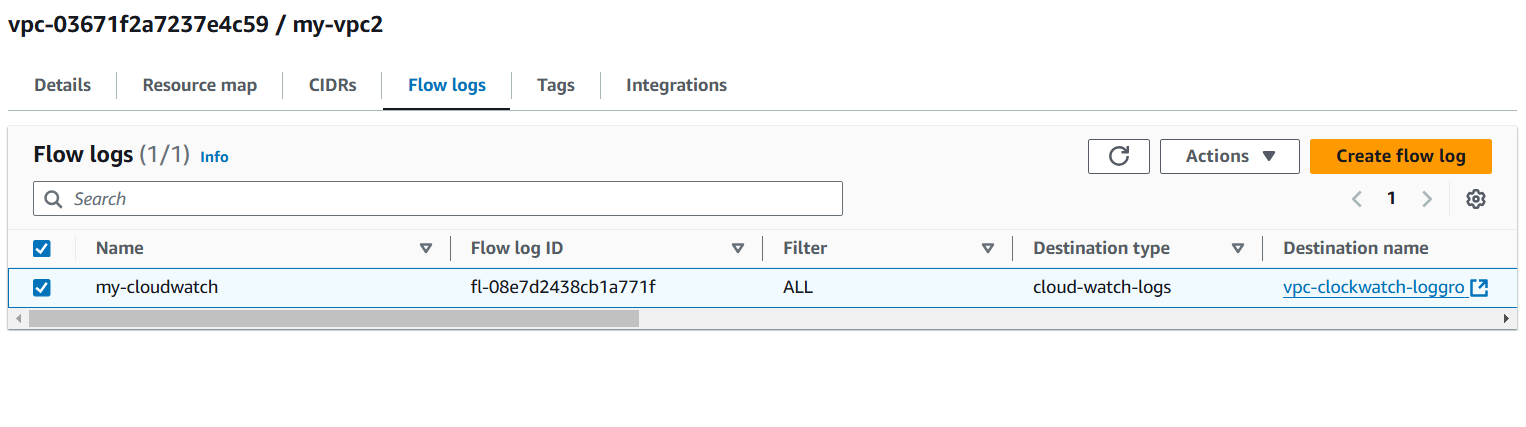 vpc-03671f2a7237e4c59 / my-vpc2
Details Resource map CIDRs Flow logs Tags Integrations
Flow logs (1/1) Info Actions Create flow log
Search 1
Name Flow log ID Filter Destination type Destination name
my-cloudwatch fl-08e7d2438cb1a771f ALL cloud-watch-logs vpc-clockwatch-loggro